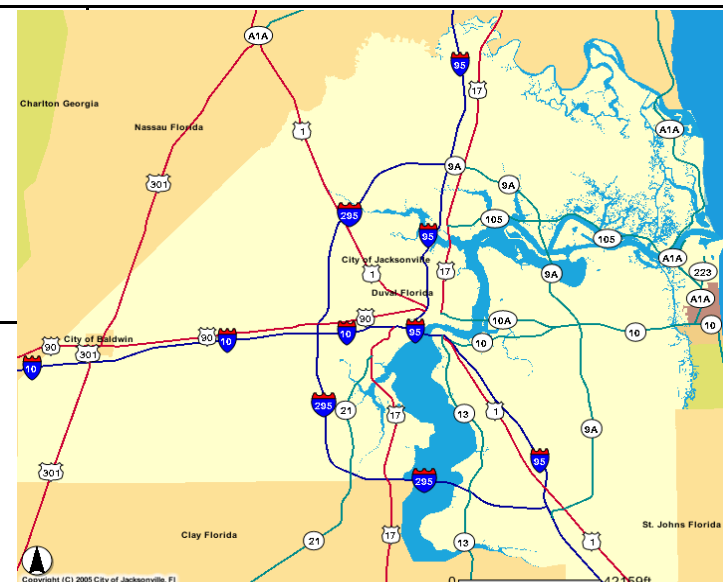 A1A
95
17
Charlton Georgia
A1A
Nassau Florida
1
9A
301
9A
295
105
95
105
City of Jacksonville
A1A
1
17
9A
223
Duval Florida
A1A
90
10A
10
95
10
10
90
City of Baldwin
10
10
90
301
10
295
21
17
13
1
9A
95
301
295
Clay Florida
St. Johns Florida
17
21
13
1
Copyright (C) 2005 City of Jacksonville, Fl
0
42159ft